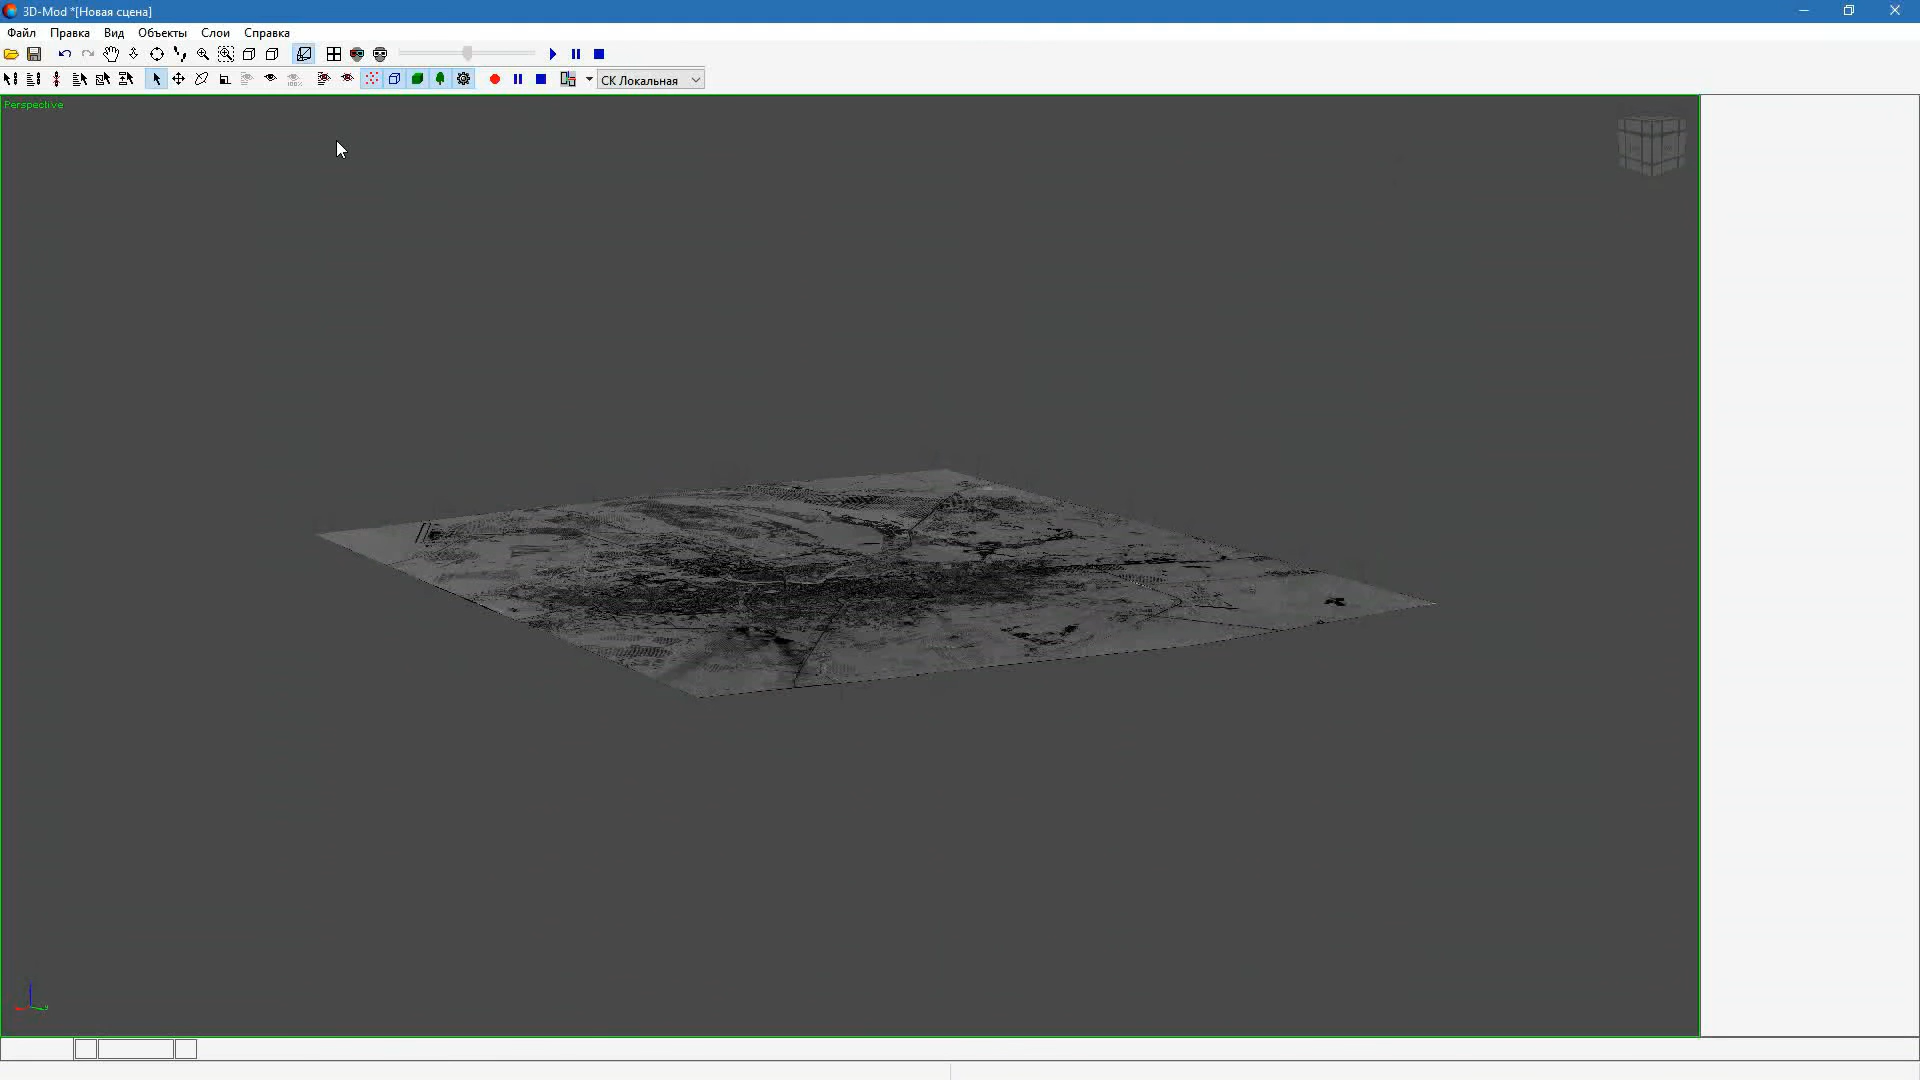 3D-Mod *[Новая сцена]
Файл Правка Вид Объекты Слои Справка
СК Локальная
Perspective